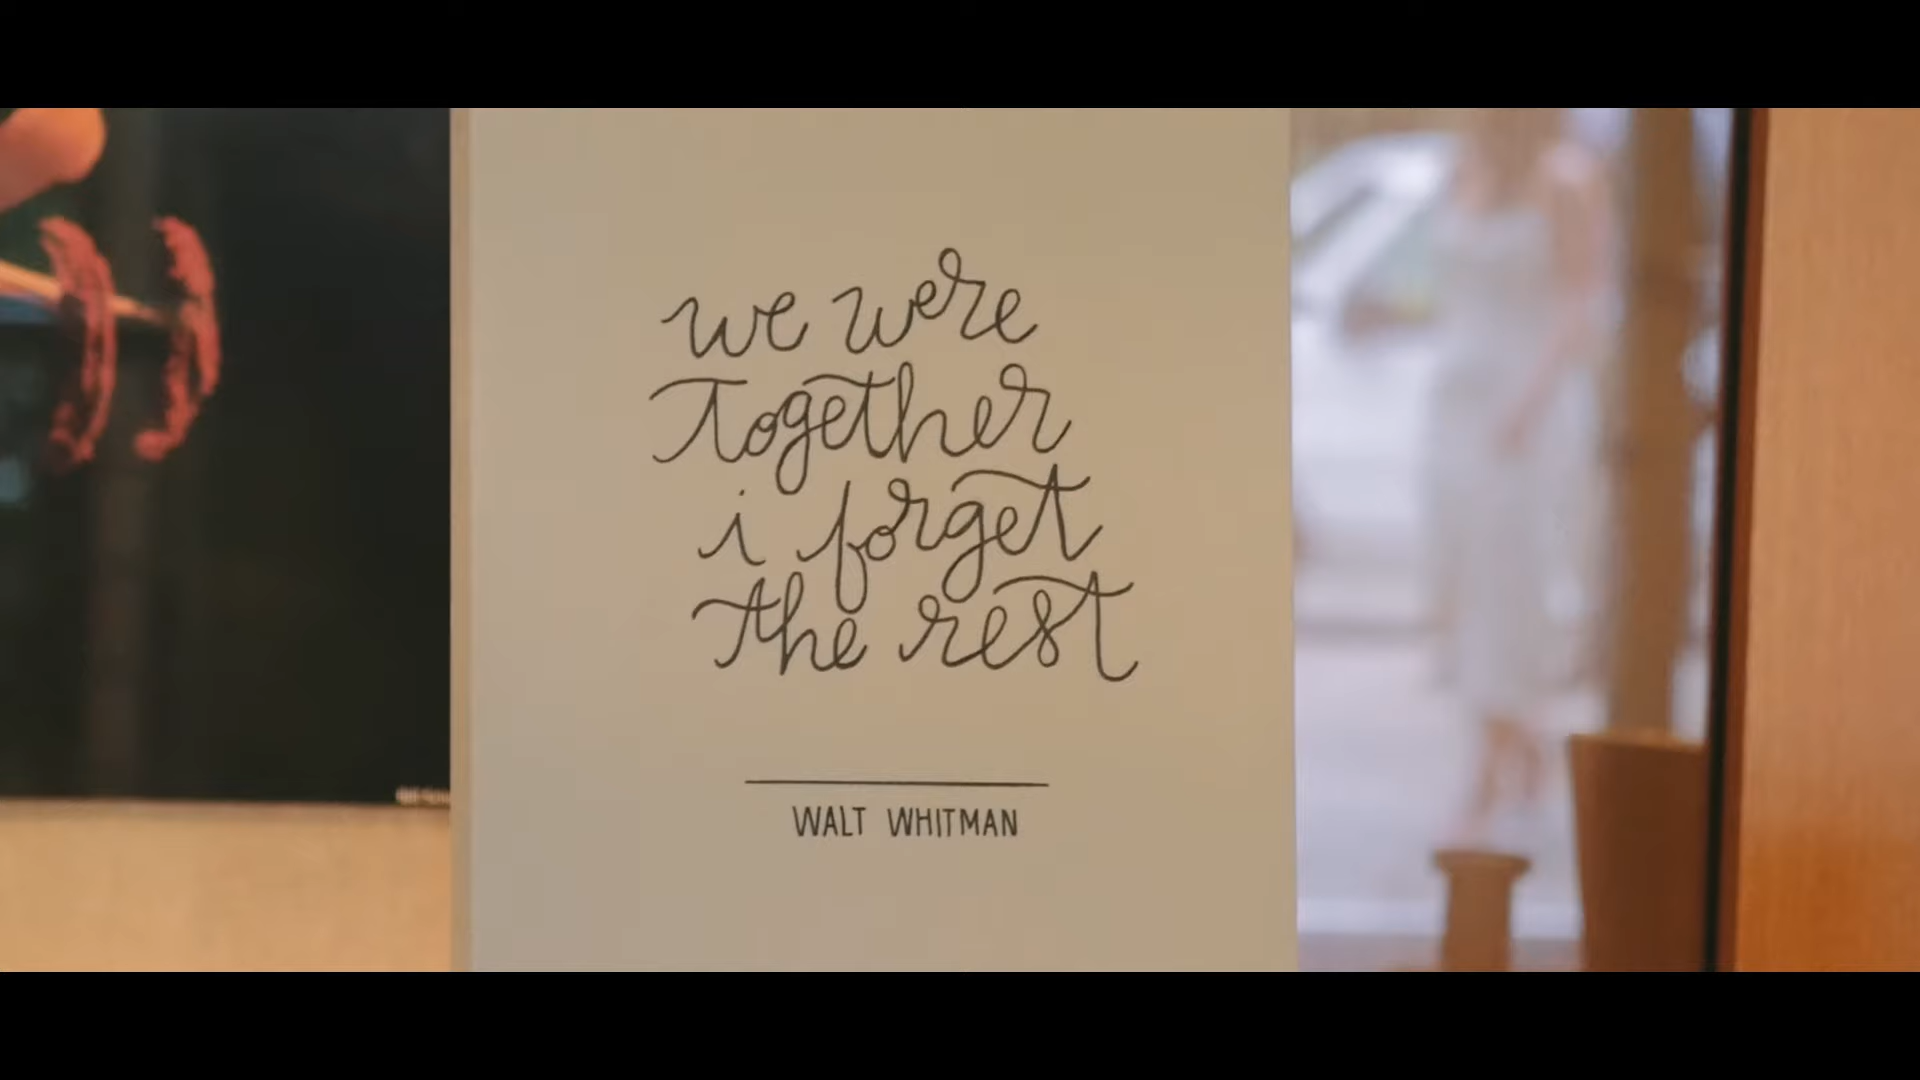 we were
together
i forget
the rest
WALT WHITMAN